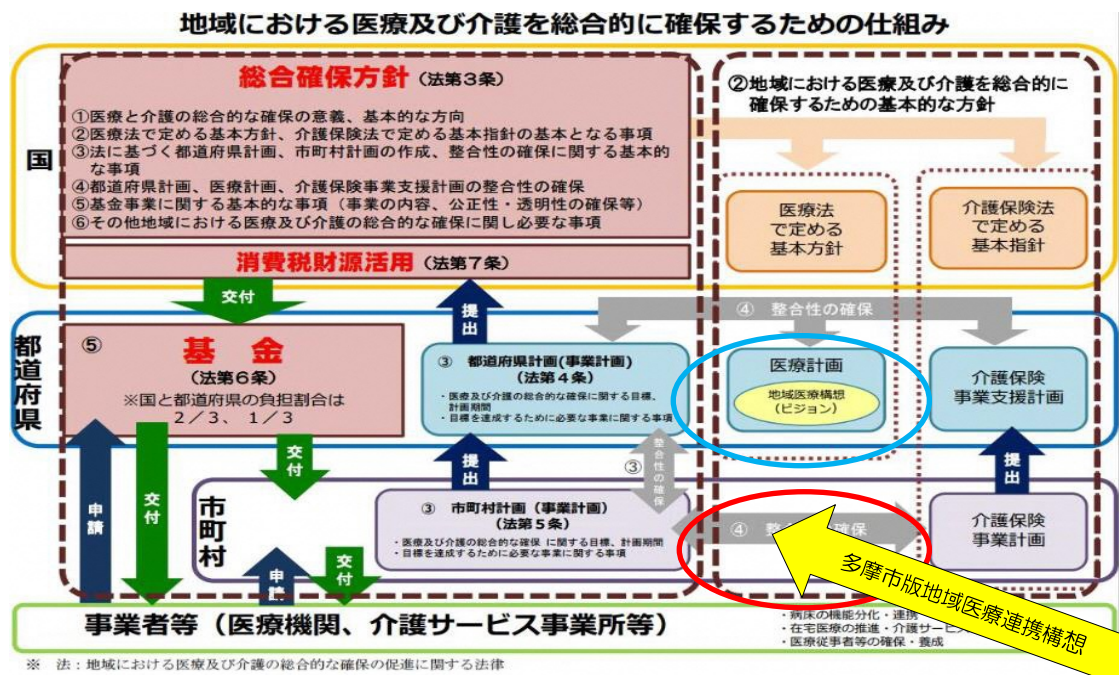 地域における医療及び介護を総合的に確保するための仕組み
国
総合確保方針（法第３条）
①医療と介護の総合的な確保の意義、基本的な方向
②医療法で定める基本方針、介護保険法で定める基本指針の基本となる事項
③法に基づく都道府県計画、市町村計画の作成、整合性の確保に関する基本的
な事項
④都道府県計画、医療計画、介護保険事業支援計画の整合性の確保
⑤基金事業に関する基本的な事項（事業の内容、公正性・透明性の確保等）
⑥その他地域における医療及び介護の総合的な確保に関し必要な事項
消費税財源活用（法第７条）
②地域における医療及び介護を総合的に
確保するための基本的な方針
医療法
で定める
基本方針
介護保険法
で定める
基本指針
交付
提出
④ 整合性の確保
都道府県
⑤ 基 金
（法第６条）
※国と都道府県の負担割合は
２／３、１／３
③ 都道府県計画(事業計画)
（法第４条）
・医療及び介護の総合的な確保に関する目標、
計画期間
・目標を達成するために必要な事業に関する事項
医療計画
地域医療構想
（ビジョン）
介護保険
事業支援計画
申請
交付
交付
提出
③
整合性の確保
提出
市町村
③ 市町村計画（事業計画）
（法第５条）
・医療及び介護の総合的な確保 に関する目標、計画期間
・目標を達成するために必要な事業に関する事項
④ 整
確保
介護保険
事業計画
多摩市版地域医療連携構想
交付
事業者等（医療機関、介護サービス事業所等）
・病床の機能分化・連携
・在宅医療の推進・介護サービス
・医療従事者等の確保・養成
※ 法：地域における医療及び介護の総合的な確保の促進に関する法律